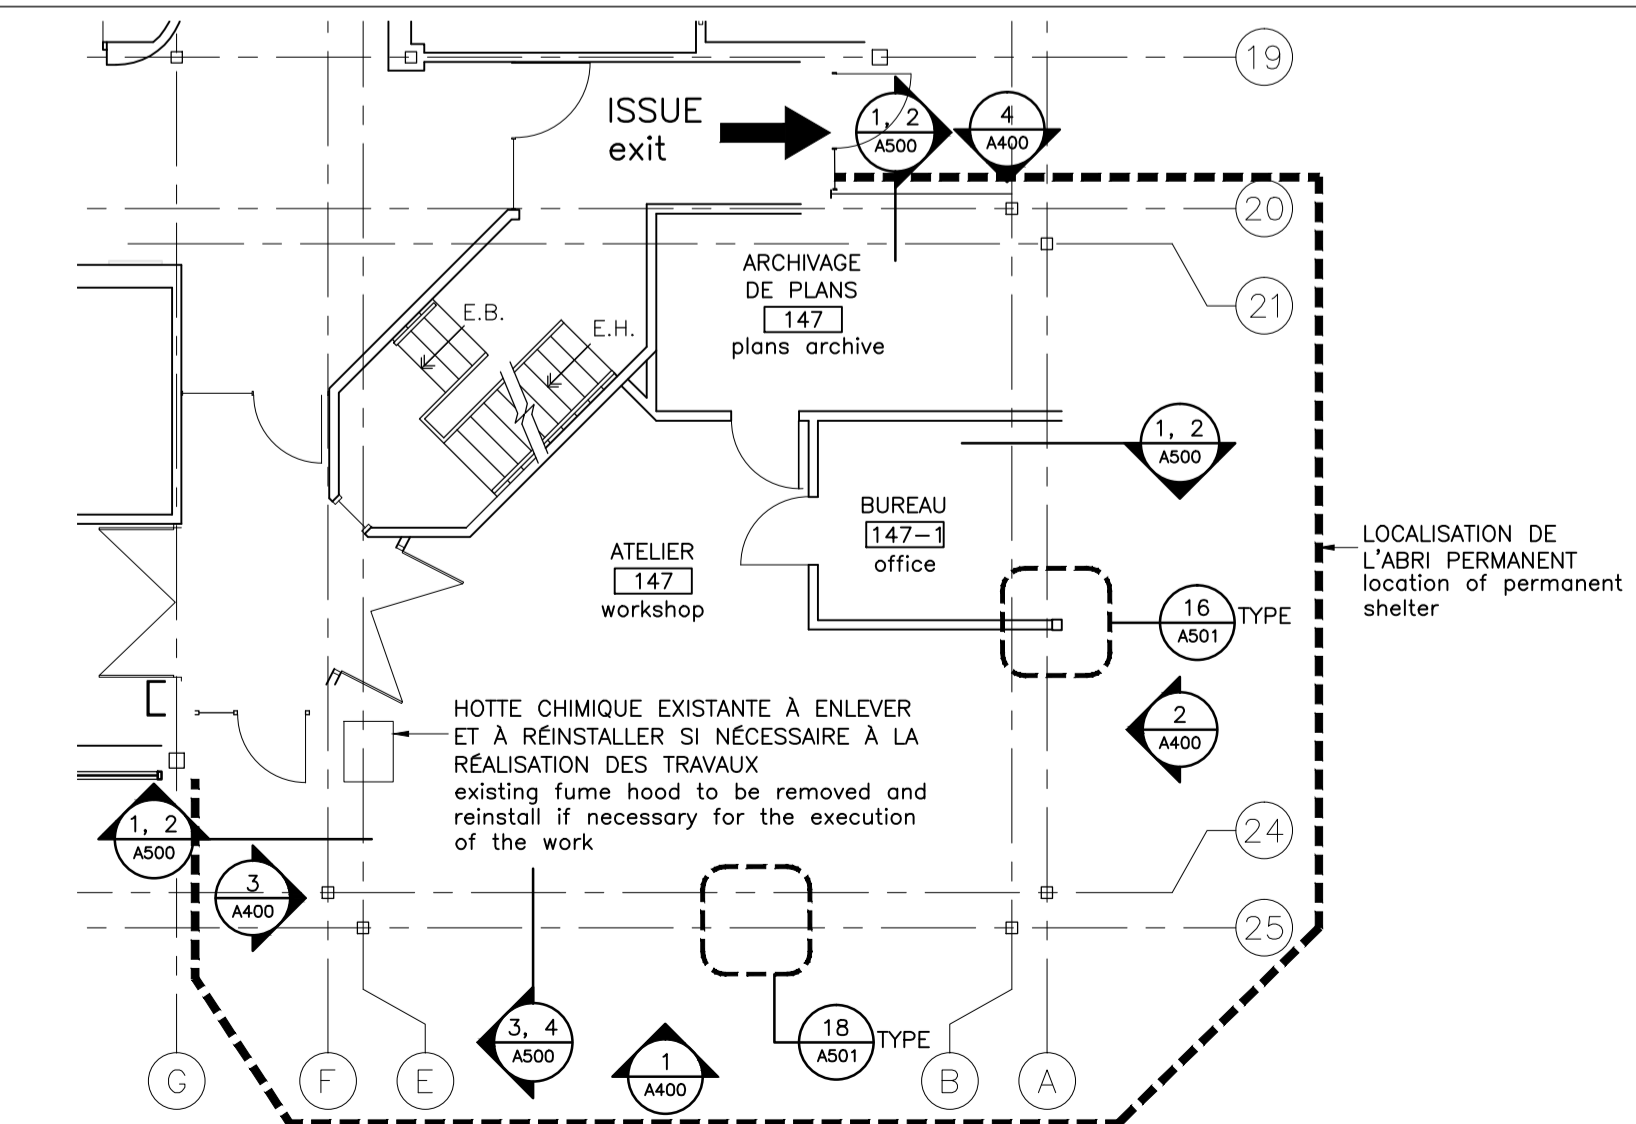 19
ISSUE
exit
1, 2
A500
4
A400
20
21
ARCHIVAGE
DE PLANS
147
plans archive
E.B.
E.H.
1, 2
A500
BUREAU
147-1
office
ATELIER
147
workshop
LOCALISATION DE
L'ABRI PERMANENT
location of permanent
shelter
16
A501
TYPE
2
A400
HOTTE CHIMIQUE EXISTANTE À ENLEVER
ET À RÉINSTALLER SI NÉCESSAIRE À LA
RÉALISATION DES TRAVAUX
existing fume hood to be removed and
reinstall if necessary for the execution
of the work
1, 2
A500
3
A400
24
25
3, 4
A500
1
A400
18
A501
TYPE
G
F
E
B
A